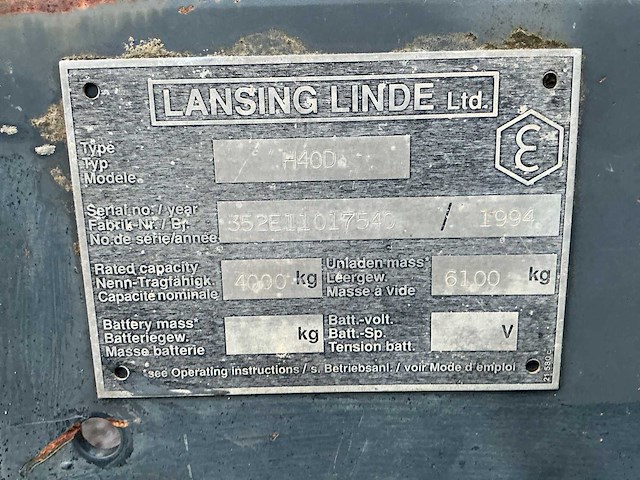 LANSING LINDE Ltd.
Type
Typ
Modele
H40D
Serial no./ year
Fabrik-Nr./ Bj
No.de série/année
352E11017540 / 1994
Rated capacity
Nenn-Tragfähigk.
Capacité nominale
4000 kg
Unladen mass*
Leergew.
Masse à vide
6100 kg
Battery mass*
Batteriegew.
Masse batterie
kg
Batt.-volt.
Batt.-Sp.
Tension batt.
V
*see Operating instructions / s. Betriebsanl. / voir Mode d'emploi